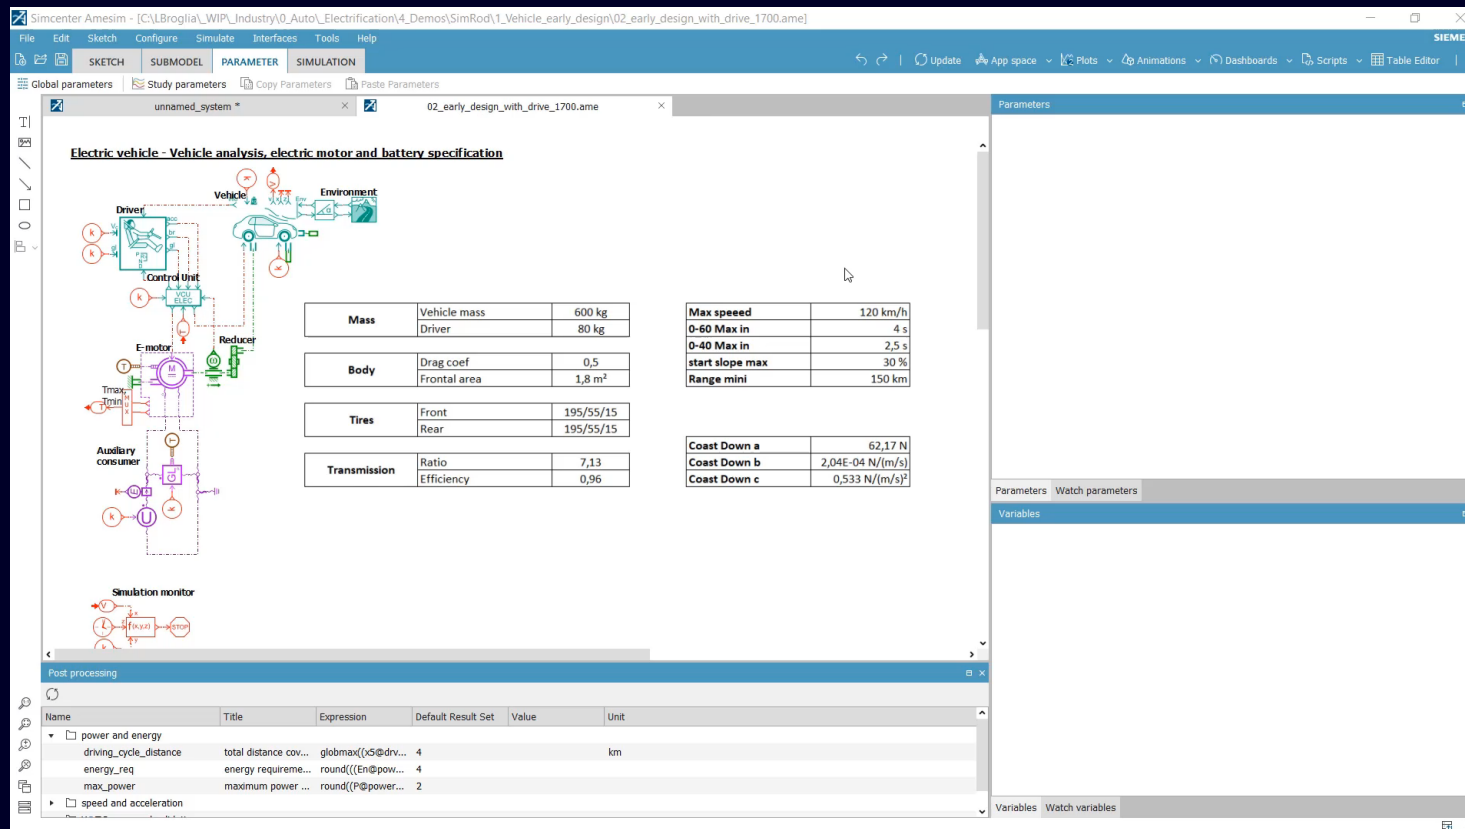 Simcenter Amesim - [C:\LBroglia\_WIP\_Industry\0_Auto\_Electrification\4_Demos\SimRod\1_Vehicle_early_design\02_early_design_with_drive_1700.ame]
File Edit Sketch Configure Simulate Interfaces Tools Help
SKETCH SUBMODEL PARAMETER SIMULATION
Update App space Plots Animations Dashboards Scripts Table Editor
Global parameters Study parameters Copy Parameters Paste Parameters
unnamed_system * 02_early_design_with_drive_1700.ame
Electric vehicle - Vehicle analysis, electric motor and battery specification
Vehicle Environment
Driver
Control Unit
VCU
ELEC
E-motor Reducer
Tmax
Tmin
Auxiliary
consumer
Simulation monitor
f(x,y,z) STOP
Mass Vehicle mass 600 kg
Driver 80 kg
Body Drag coef 0,5
Frontal area 1,8 m²
Tires Front 195/55/15
Rear 195/55/15
Transmission Ratio 7,13
Efficiency 0,96
Max speeed 120 km/h
0-60 Max in 4 s
0-40 Max in 2,5 s
start slope max 30 %
Range mini 150 km
Coast Down a 62,17 N
Coast Down b 2,04E-04 N/(m/s)
Coast Down c 0,533 N/(m/s)²
Parameters
Parameters Watch parameters
Variables
Variables Watch variables
Post processing
Name Title Expression Default Result Set Value Unit
power and energy
driving_cycle_distance total distance cov... globmax((x5@drv... 4 km
energy_req energy requireme... round(((En@pow... 4
max_power maximum power ... round((P@power... 2
speed and acceleration